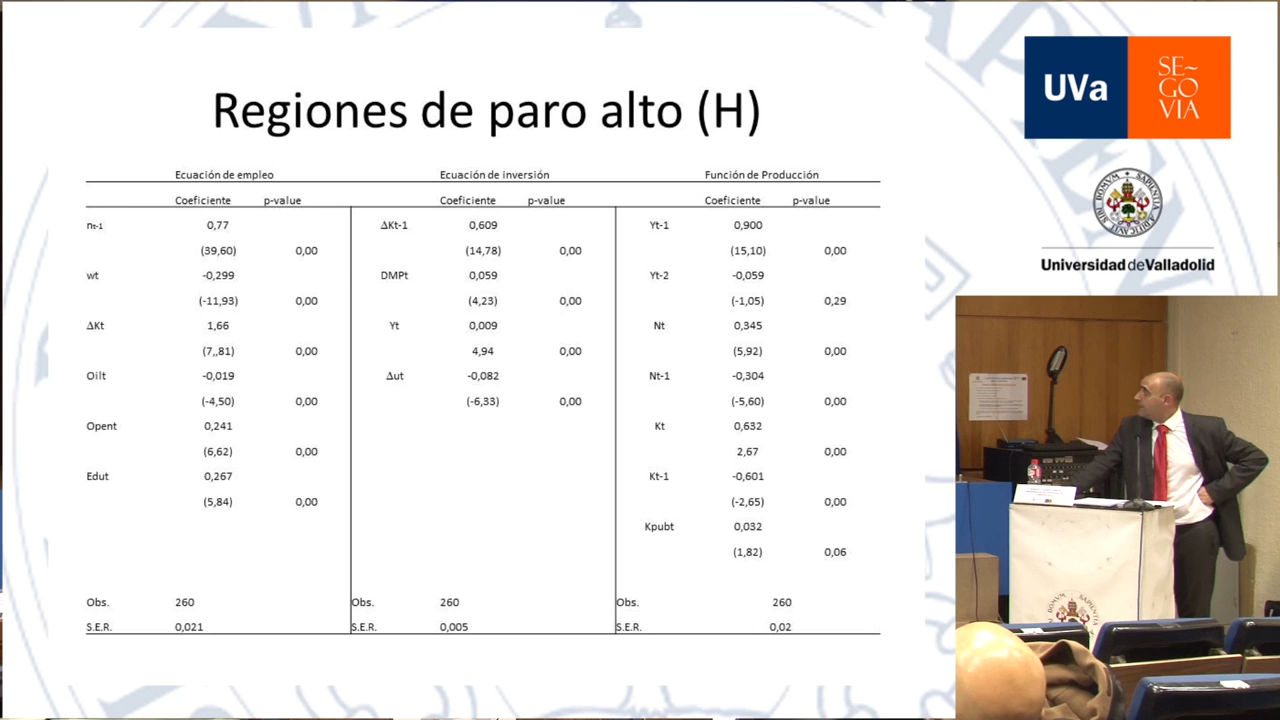 Regiones de paro alto (H)
UVa
SE~
GO
VIA
Universidad de Valladolid
Ecuación de empleo Ecuación de inversión Función de Producción
Coeficiente p-value Coeficiente p-value Coeficiente p-value
nt-1 0,77 ΔKt-1 0,609 Yt-1 0,900
(39,60) 0,00 (14,78) 0,00 (15,10) 0,00
wt -0,299 DMPt 0,059 Yt-2 -0,059
(-11,93) 0,00 (4,23) 0,00 (-1,05) 0,29
ΔKt 1,66 Yt 0,009 Nt 0,345
(7,,81) 0,00 4,94 0,00 (5,92) 0,00
Oilt -0,019 Δut -0,082 Nt-1 -0,304
(-4,50) 0,00 (-6,33) 0,00 (-5,60) 0,00
Opent 0,241 Kt 0,632
(6,62) 0,00 2,67 0,00
Edut 0,267 Kt-1 -0,601
(5,84) 0,00 (-2,65) 0,00
Kpubt 0,032
(1,82) 0,06
Obs. 260 Obs. 260 Obs. 260
S.E.R. 0,021 S.E.R. 0,005 S.E.R. 0,02